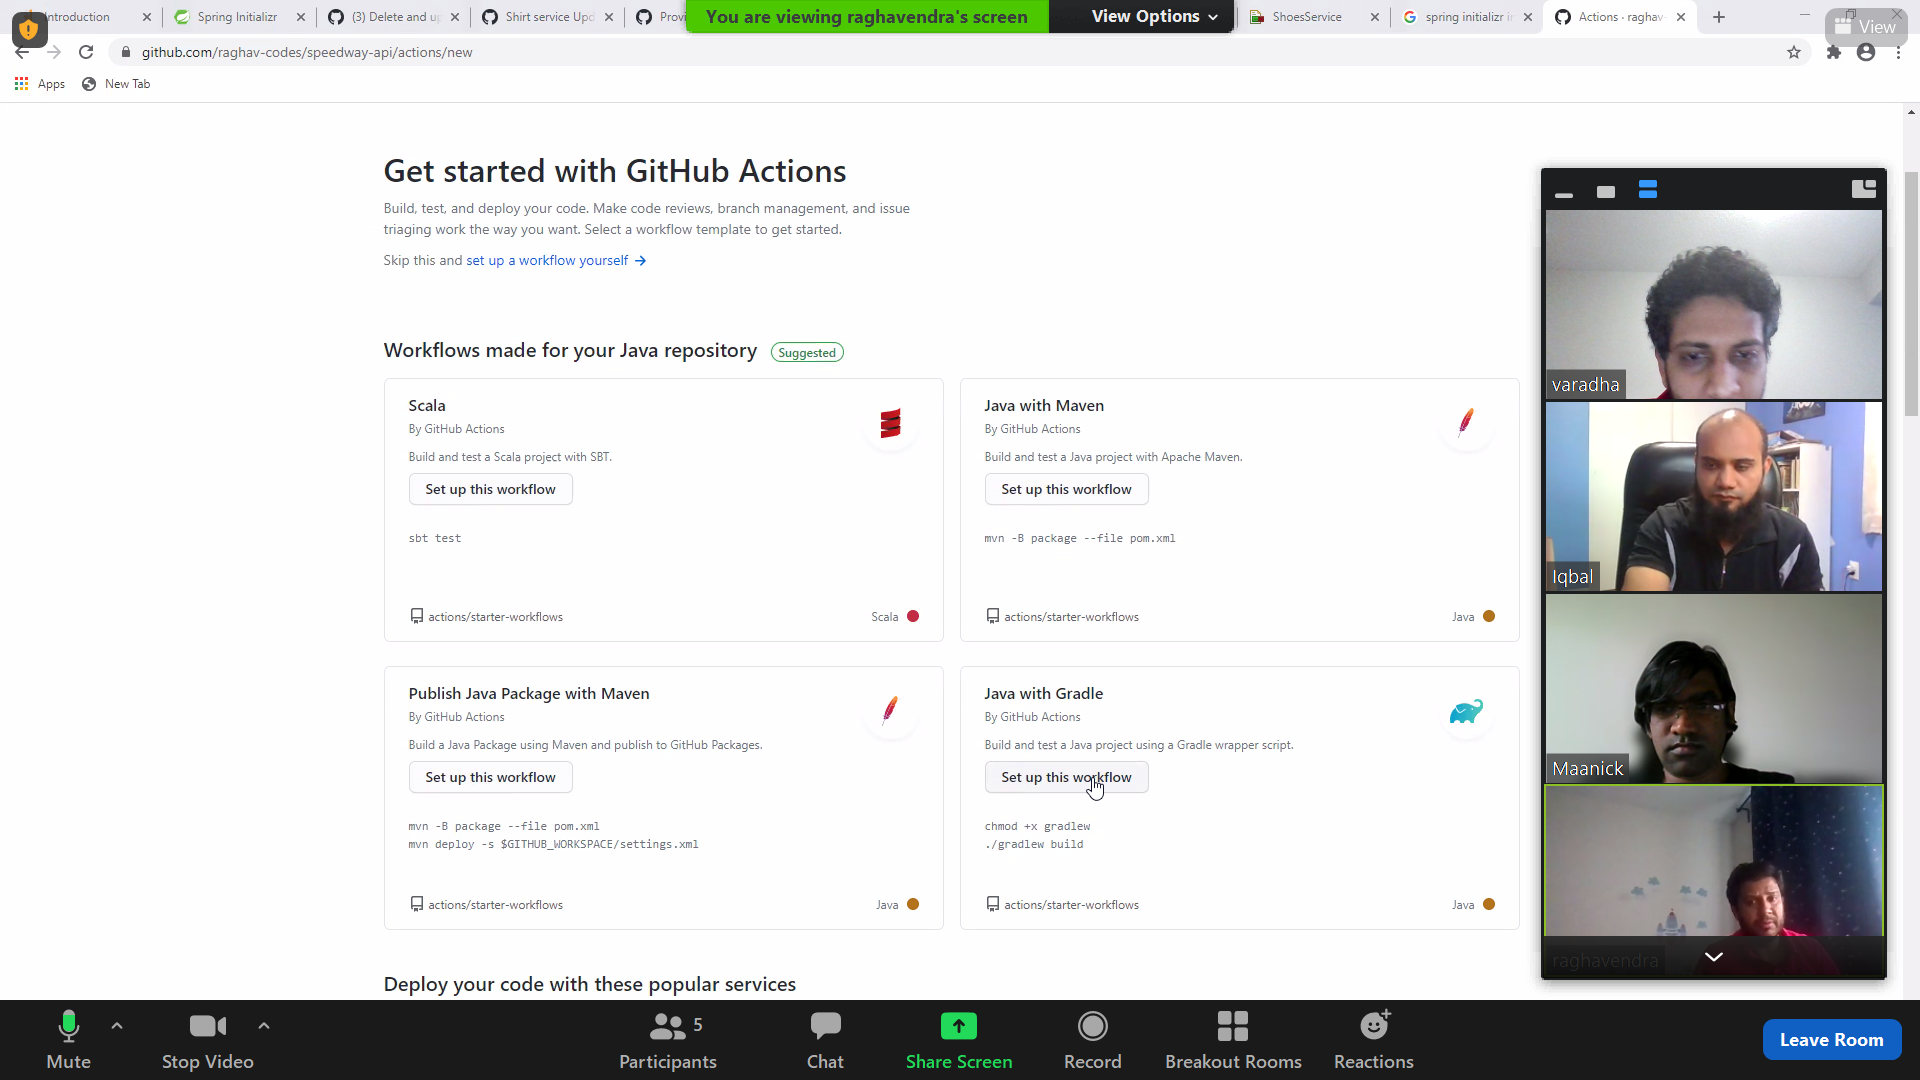 Introduction
Spring Initializr
(3) Delete and up
Shirt service Upd
Provi
You are viewing raghavendra's screen
View Options
ShoesService
spring initializr in
Actions · raghav-
View
github.com/raghav-codes/speedway-api/actions/new
Apps
New Tab
Get started with GitHub Actions
Build, test, and deploy your code. Make code reviews, branch management, and issue
triaging work the way you want. Select a workflow template to get started.
Skip this and set up a workflow yourself →
Workflows made for your Java repository Suggested
Scala
By GitHub Actions
Build and test a Scala project with SBT.
Set up this workflow
sbt test
actions/starter-workflows
Scala
Java with Maven
By GitHub Actions
Build and test a Java project with Apache Maven.
Set up this workflow
mvn -B package --file pom.xml
actions/starter-workflows
Java
Publish Java Package with Maven
By GitHub Actions
Build a Java Package using Maven and publish to GitHub Packages.
Set up this workflow
mvn -B package --file pom.xml
mvn deploy -s $GITHUB_WORKSPACE/settings.xml
actions/starter-workflows
Java
Java with Gradle
By GitHub Actions
Build and test a Java project using a Gradle wrapper script.
Set up this workflow
chmod +x gradlew
./gradlew build
actions/starter-workflows
Java
Deploy your code with these popular services
varadha
Iqbal
Maanick
raghavendra
Mute
Stop Video
5
Participants
Chat
Share Screen
Record
Breakout Rooms
Reactions
Leave Room